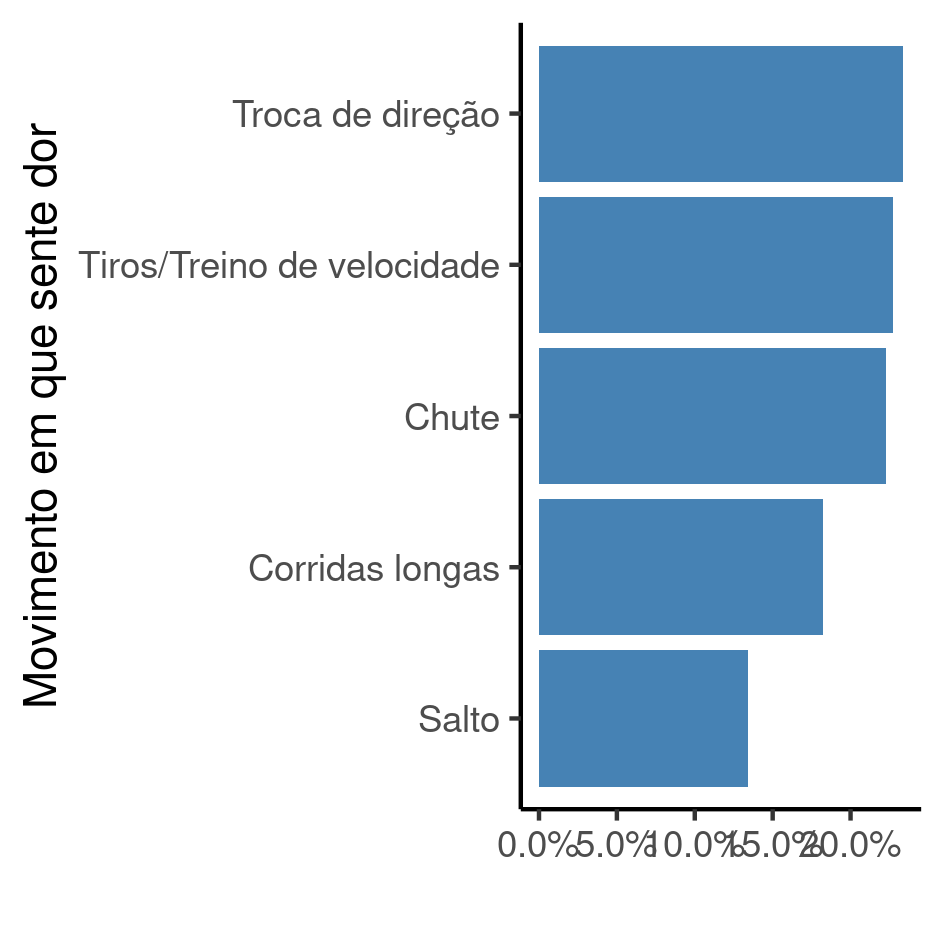 Movimento em que sente dor
Troca de direção
Tiros/Treino de velocidade
Chute
Corridas longas
Salto
0.0% 5.0% 10.0% 15.0% 20.0%